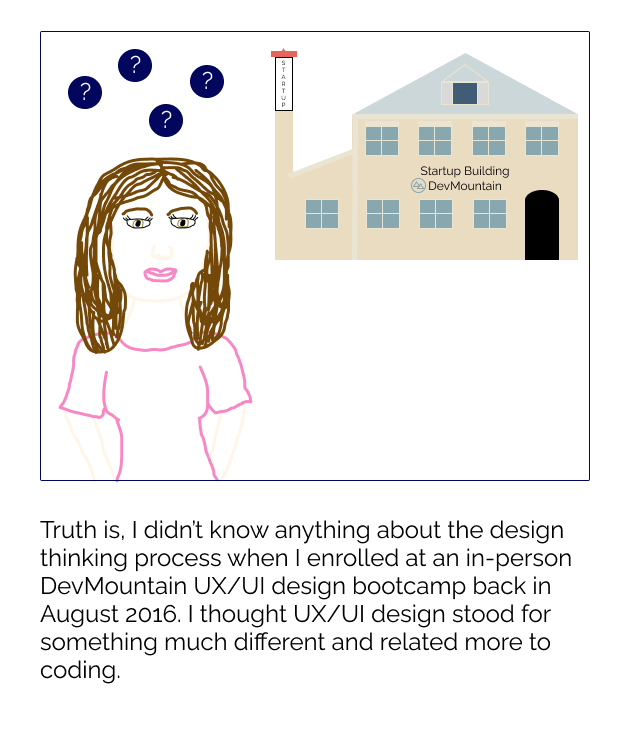 ?
?
?
?
STARTUP
Startup Building
DevMountain
Truth is, I didn’t know anything about the design
thinking process when I enrolled at an in-person
DevMountain UX/UI design bootcamp back in
August 2016. I thought UX/UI design stood for
something much different and related more to
coding.